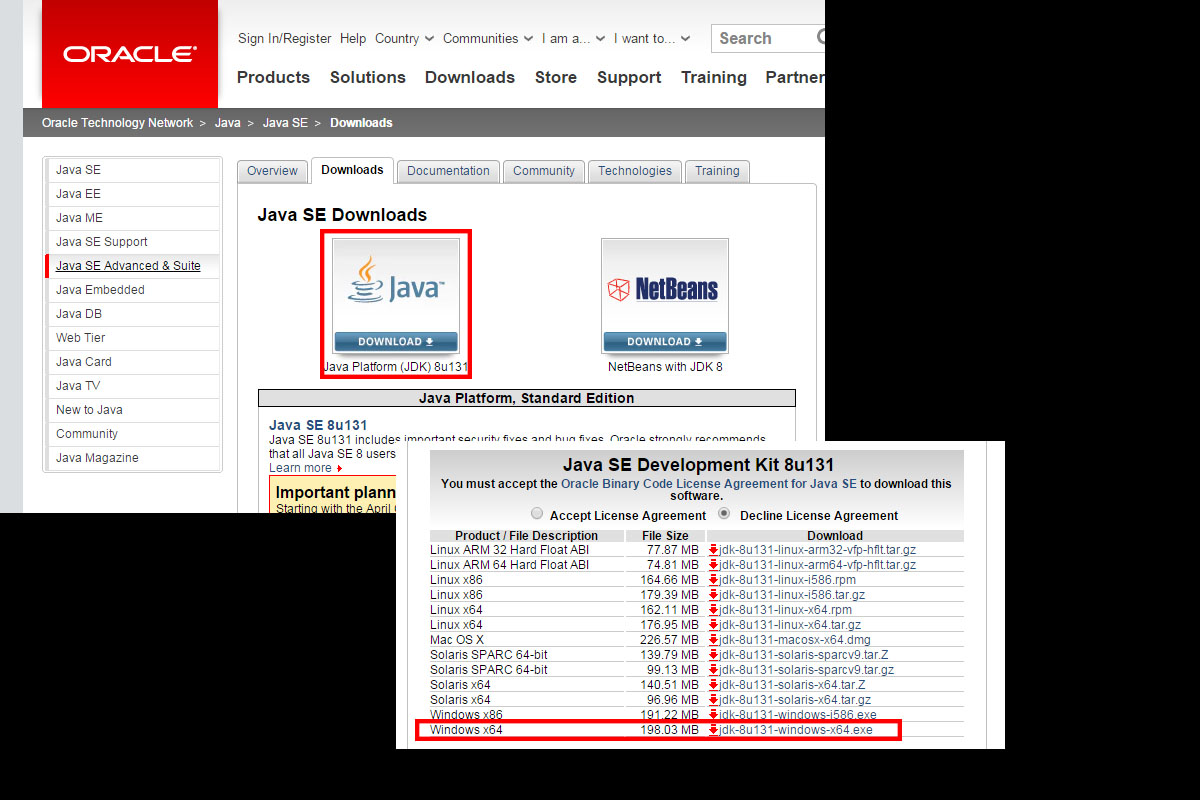 ORACLE
Sign In/Register Help Country Communities I am a... I want to... Search
Products Solutions Downloads Store Support Training Partner
Oracle Technology Network > Java > Java SE > Downloads
Java SE
Java EE
Java ME
Java SE Support
Java SE Advanced & Suite
Java Embedded
Java DB
Web Tier
Java Card
Java TV
New to Java
Community
Java Magazine
Overview Downloads Documentation Community Technologies Training
Java SE Downloads
Java™
DOWNLOAD
Java Platform (JDK) 8u131
NetBeans
DOWNLOAD
NetBeans with JDK 8
Java Platform, Standard Edition
Java SE 8u131
Java SE 8u131 includes important security fixes and bug fixes. Oracle strongly recommends
that all Java SE 8 users
Learn more
Important plann
Starting with the April
Java SE Development Kit 8u131
You must accept the Oracle Binary Code License Agreement for Java SE to download this
software.
Accept License Agreement Decline License Agreement
Product / File Description File Size Download
Linux ARM 32 Hard Float ABI 77.87 MB jdk-8u131-linux-arm32-vfp-hflt.tar.gz
Linux ARM 64 Hard Float ABI 74.81 MB jdk-8u131-linux-arm64-vfp-hflt.tar.gz
Linux x86 164.66 MB jdk-8u131-linux-i586.rpm
Linux x86 179.39 MB jdk-8u131-linux-i586.tar.gz
Linux x64 162.11 MB jdk-8u131-linux-x64.rpm
Linux x64 176.95 MB jdk-8u131-linux-x64.tar.gz
Mac OS X 226.57 MB jdk-8u131-macosx-x64.dmg
Solaris SPARC 64-bit 139.79 MB jdk-8u131-solaris-sparcv9.tar.Z
Solaris SPARC 64-bit 99.13 MB jdk-8u131-solaris-sparcv9.tar.gz
Solaris x64 140.51 MB jdk-8u131-solaris-x64.tar.Z
Solaris x64 96.96 MB jdk-8u131-solaris-x64.tar.gz
Windows x86 191.22 MB jdk-8u131-windows-i586.exe
Windows x64 198.03 MB jdk-8u131-windows-x64.exe